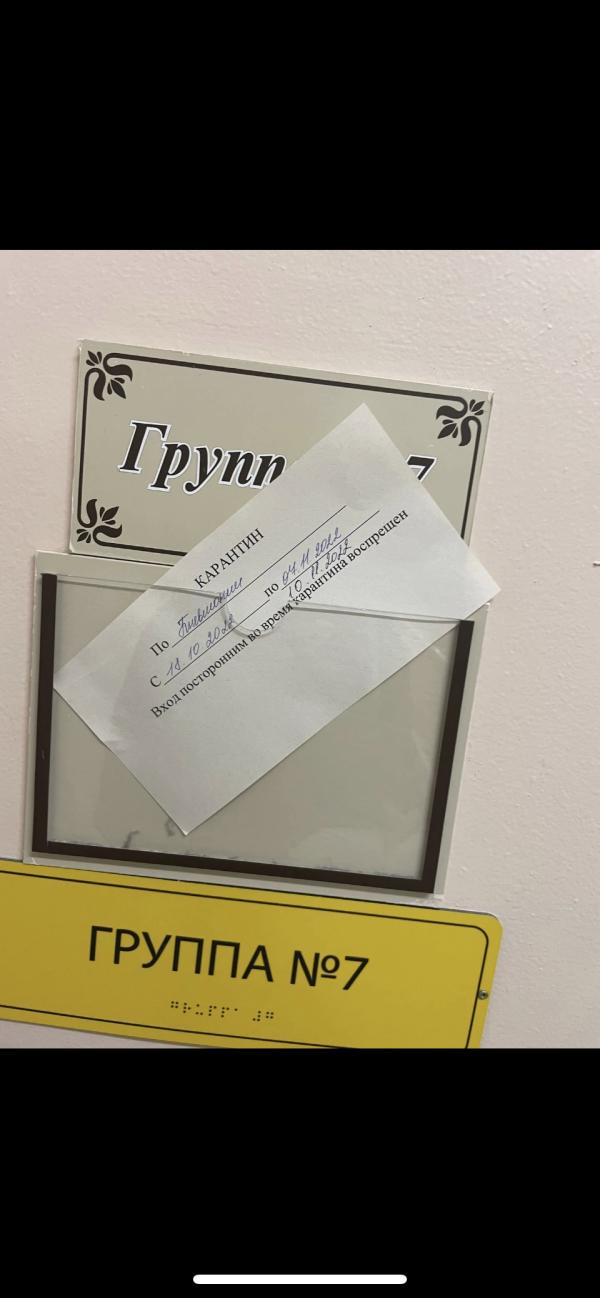 Групп 7
КАРАНТИН
По
С 18.10.2022 по 07.11.2022
10.11.2022
Вход посторонним во время карантина воспрещен
ГРУППА №7